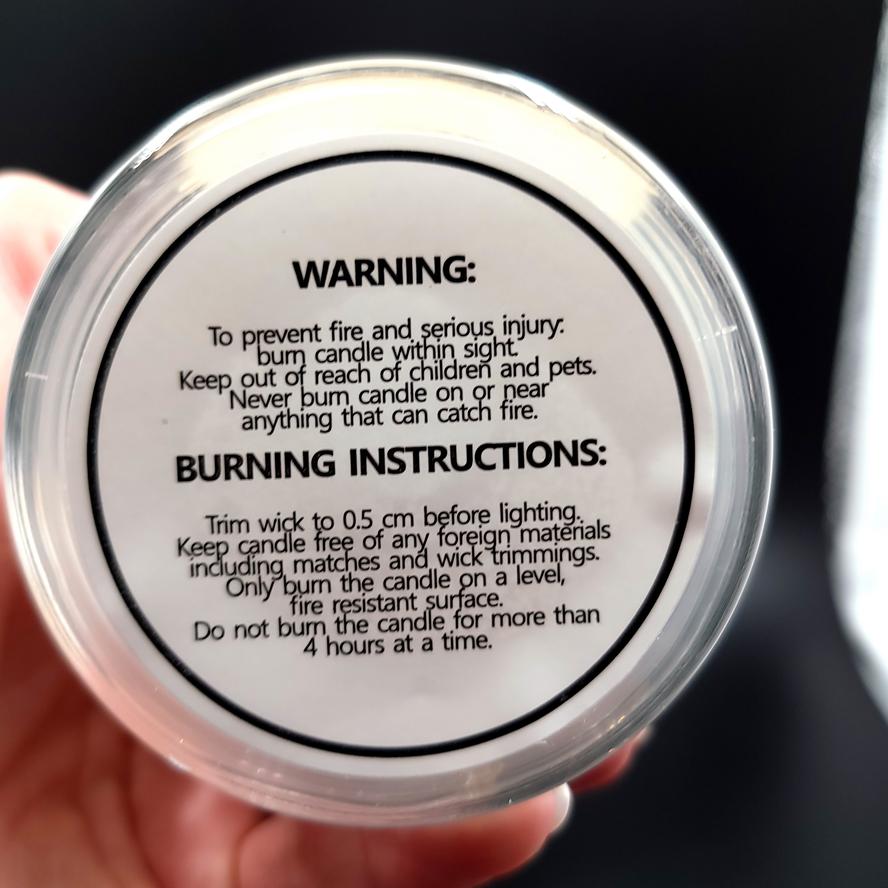 WARNING:
To prevent fire and serious injury:
burn candle within sight.
Keep out of reach of children and pets.
Never burn candle on or near
anything that can catch fire.
BURNING INSTRUCTIONS:
Trim wick to 0.5 cm before lighting.
Keep candle free of any foreign materials
including matches and wick trimmings.
Only burn the candle on a level,
fire resistant surface.
Do not burn the candle for more than
4 hours at a time.